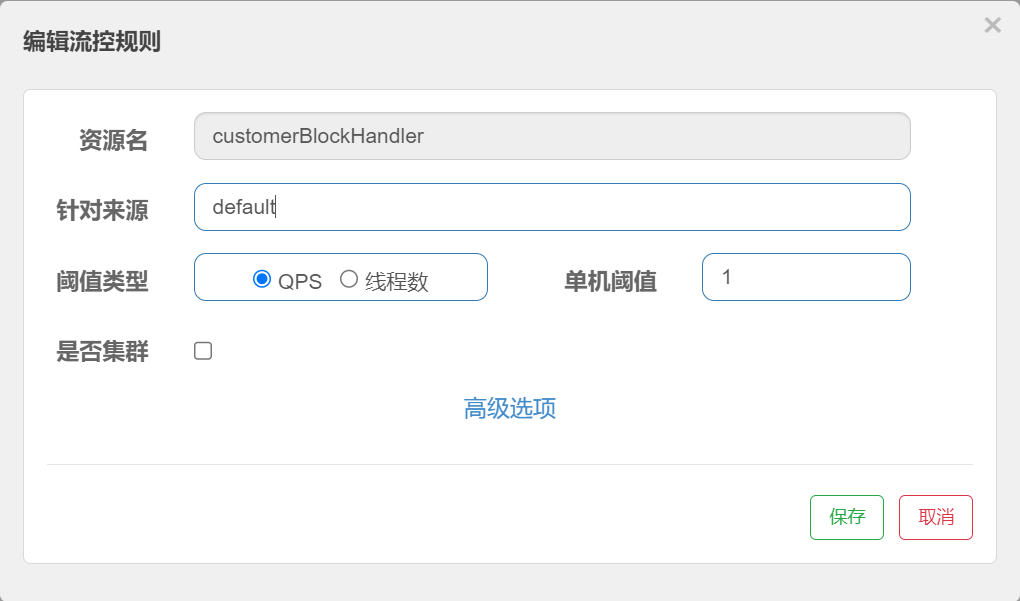 编辑流控规则 ×
资源名 customerBlockHandler
针对来源 default
阈值类型 QPS 线程数 单机阈值 1
是否集群
高级选项
保存 取消